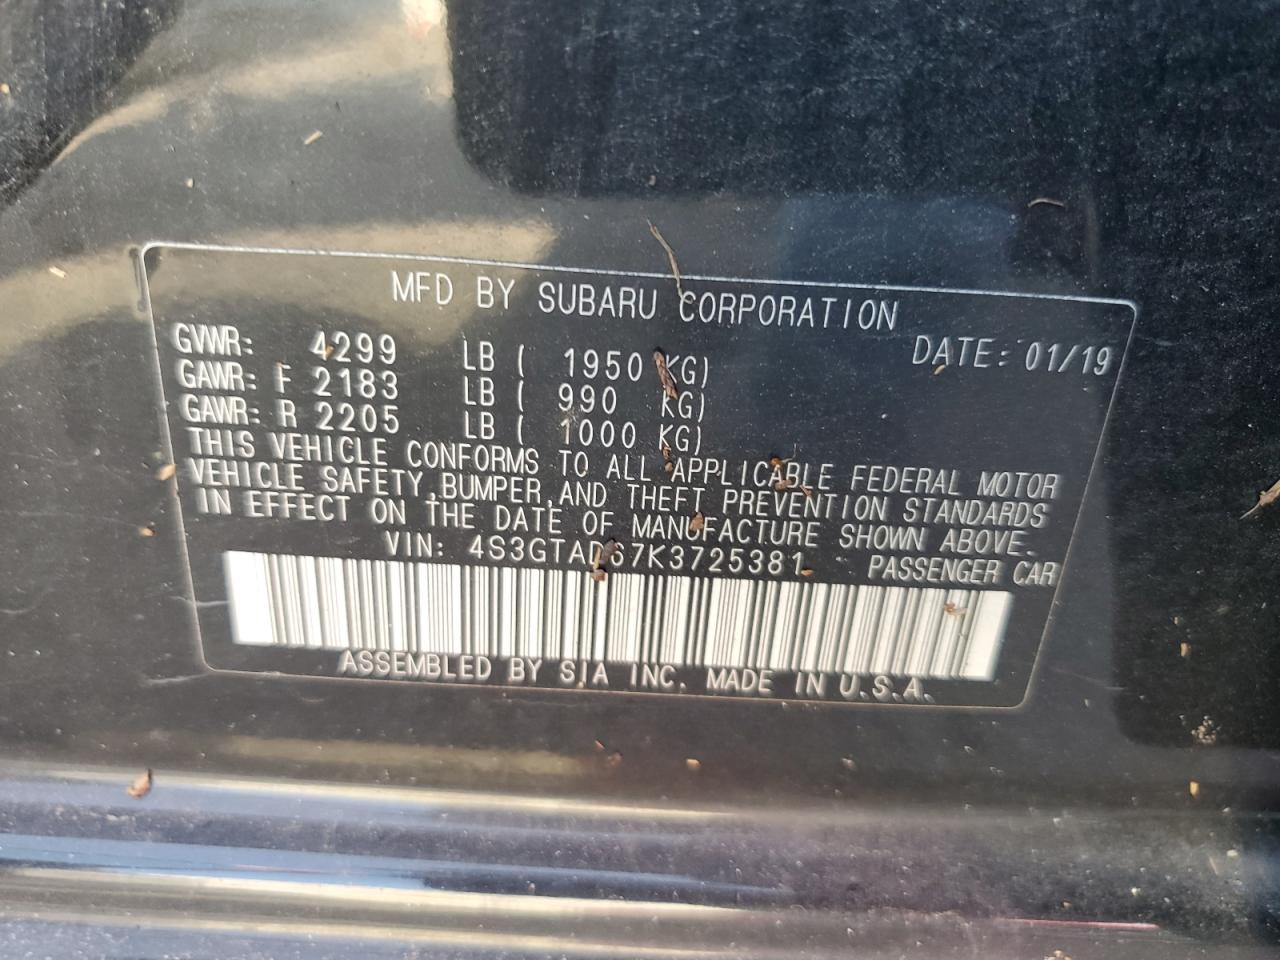 MFD BY SUBARU CORPORATION
GVWR: 4299 LB ( 1950 KG) DATE: 01/19
GAWR: F 2183 LB ( 990 KG)
GAWR: R 2205 LB ( 1000 KG)
THIS VEHICLE CONFORMS TO ALL APPLICABLE FEDERAL MOTOR
VEHICLE SAFETY,BUMPER,AND THEFT PREVENTION STANDARDS
IN EFFECT ON THE DATE OF MANUFACTURE SHOWN ABOVE.
VIN: 4S3GTAD67K3725381 PASSENGER CAR
ASSEMBLED BY SIA INC. MADE IN U.S.A.